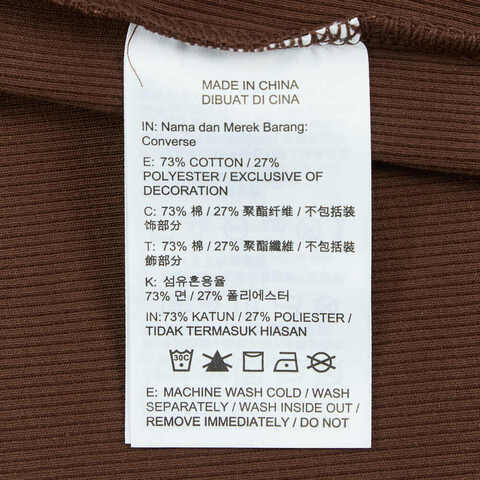 MADE IN CHINA
DIBUAT DI CINA
IN: Nama dan Merek Barang:
Converse
E: 73% COTTON / 27%
POLYESTER / EXCLUSIVE OF
DECORATION
C: 73% 棉 / 27% 聚酯纤维 / 不包括装
饰部分
T: 73% 棉 / 27% 聚酯纖維 / 不包括裝
飾部分
K: 섬유혼용율
73% 면 / 27% 폴리에스터
IN: 73% KATUN / 27% POLIESTER /
TIDAK TERMASUK HIASAN
30C
E: MACHINE WASH COLD / WASH
SEPARATELY / WASH INSIDE OUT /
REMOVE IMMEDIATELY / DO NOT